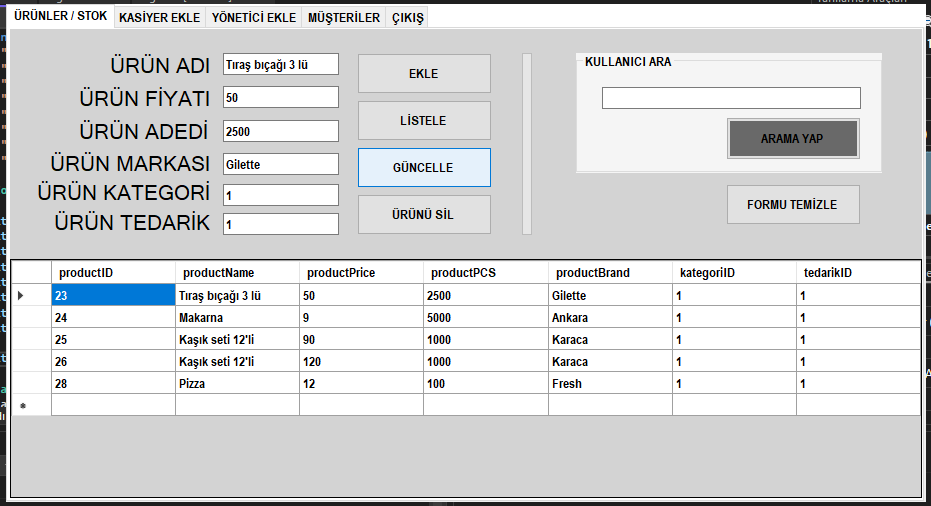 ÜRÜNLER / STOK KASİYER EKLE YÖNETİCİ EKLE MÜŞTERİLER ÇIKIŞ
ÜRÜN ADI Tıraş bıçağı 3 lü
ÜRÜN FİYATI 50
ÜRÜN ADEDİ 2500
ÜRÜN MARKASI Gilette
ÜRÜN KATEGORİ 1
ÜRÜN TEDARİK 1
EKLE
LİSTELE
GÜNCELLE
ÜRÜNÜ SİL
KULLANICI ARA
ARAMA YAP
FORMU TEMİZLE
productID productName productPrice productPCS productBrand kategoriID tedarikID
23 Tıraş bıçağı 3 lü 50 2500 Gilette 1 1
24 Makarna 9 5000 Ankara 1 1
25 Kaşık seti 12'li 90 1000 Karaca 1 1
26 Kaşık seti 12'li 120 1000 Karaca 1 1
28 Pizza 12 100 Fresh 1 1